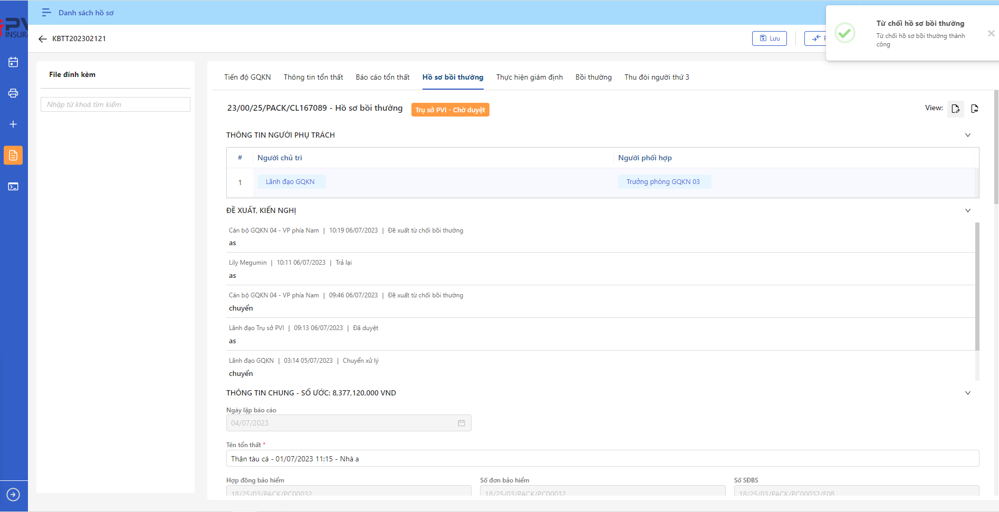 Danh sách hồ sơ
PV
INSURA
KBTT202302121
Lưu
Từ chối hồ sơ bồi thường
Từ chối hồ sơ bồi thường thành
công
File đính kèm
Nhập từ khoá tìm kiếm
Tiến độ GQKN
Thông tin tổn thất
Báo cáo tổn thất
Hồ sơ bồi thường
Thực hiện giám định
Bồi thường
Thu đòi người thứ 3
23/00/25/PACK/CL167089 - Hồ sơ bồi thường
Trụ sở PVI - Chờ duyệt
View:
THÔNG TIN NGƯỜI PHỤ TRÁCH
# Người chủ trì Người phối hợp
1 Lãnh đạo GQKN Trưởng phòng GQKN 03
ĐỀ XUẤT, KIẾN NGHỊ
Cán bộ GQKN 04 - VP phía Nam | 10:19 06/07/2023 | Đề xuất từ chối bồi thường
as
Lily Megumin | 10:11 06/07/2023 | Trả lại
as
Cán bộ GQKN 04 - VP phía Nam | 09:46 06/07/2023 | Đề xuất từ chối bồi thường
chuyển
Lãnh đạo Trụ sở PVI | 09:13 06/07/2023 | Đã duyệt
as
Lãnh đạo GQKN | 03:14 05/07/2023 | Chuyển xử lý
chuyển
THÔNG TIN CHUNG - SỐ ƯỚC: 8,377,120,000 VND
Ngày lập báo cáo
04/07/2023
Tên tổn thất *
Thân tàu cá - 01/07/2023 11:15 - Nhà a
Hợp đồng bảo hiểm Số đơn bảo hiểm Số SĐBS
18/25/03/PACK/PC00032 18/25/03/PACK/PC00032 18/25/03/PACK/PC00032/E08